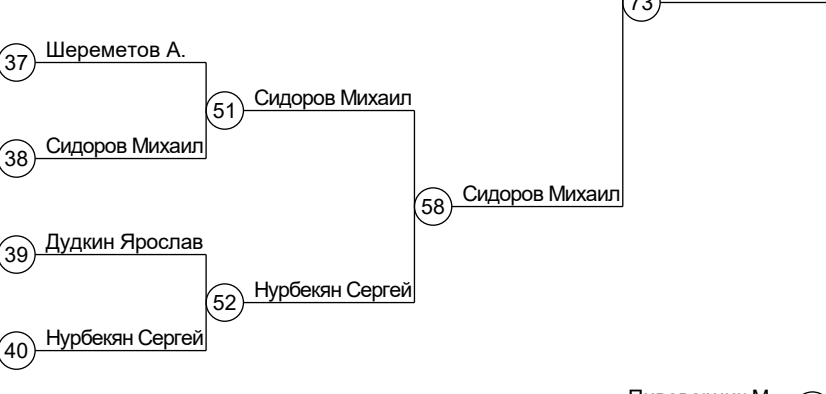 73
37 Шереметов А.
51 Сидоров Михаил
38 Сидоров Михаил
58 Сидоров Михаил
39 Дудкин Ярослав
52 Нурбекян Сергей
40 Нурбекян Сергей